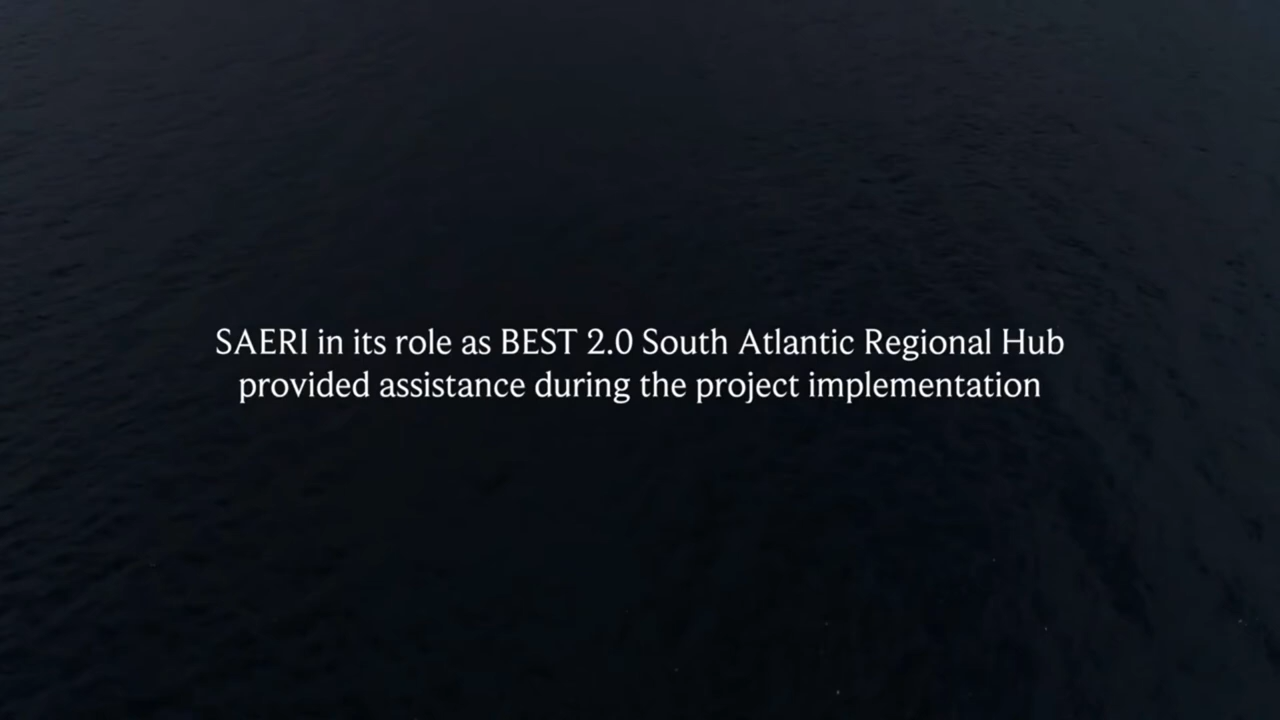 SAERI in its role as BEST 2.0 South Atlantic Regional Hub
provided assistance during the project implementation